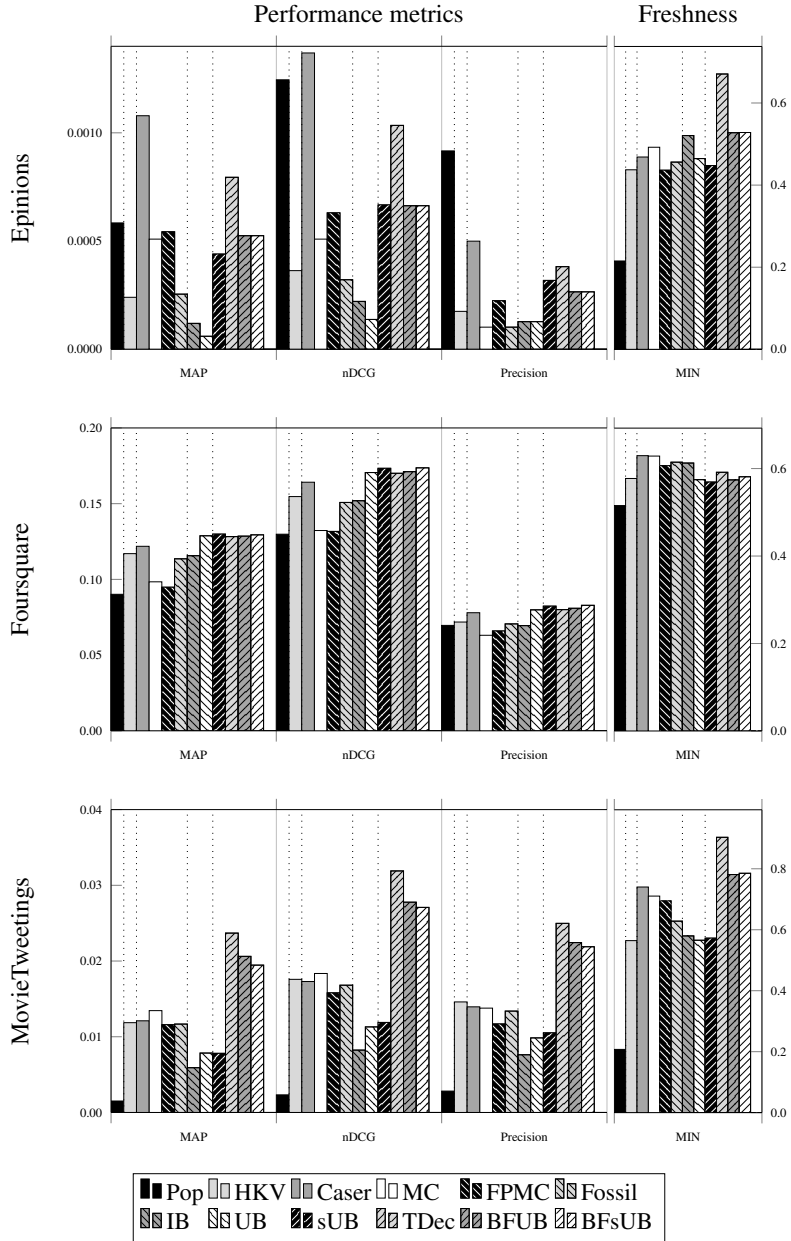 Performance metrics
Freshness
Epinions
0.0010
0.0005
0.0000
0.6
0.4
0.2
0.0
MAP
nDCG
Precision
MIN
Foursquare
0.20
0.15
0.10
0.05
0.00
0.6
0.4
0.2
0.0
MAP
nDCG
Precision
MIN
MovieTweetings
0.04
0.03
0.02
0.01
0.00
0.8
0.6
0.4
0.2
0.0
MAP
nDCG
Precision
MIN
Pop HKV Caser MC FPMC Fossil
IB UB sUB TDec BFUB BFsUB